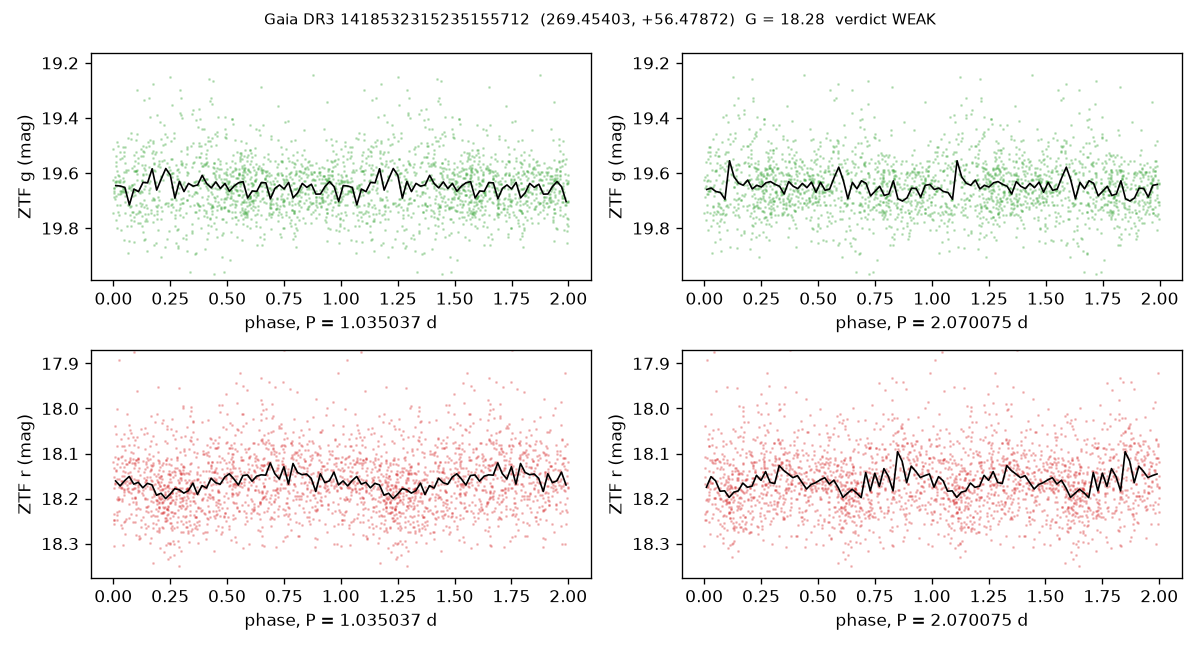 Gaia DR3 1418532315235155712  (269.45403, +56.47872)  G = 18.28  verdict WEAK
ZTF g (mag)
19.2
19.4
19.6
19.8
0.00 0.25 0.50 0.75 1.00 1.25 1.50 1.75 2.00
phase, P = 1.035037 d
ZTF g (mag)
19.2
19.4
19.6
19.8
0.00 0.25 0.50 0.75 1.00 1.25 1.50 1.75 2.00
phase, P = 2.070075 d
ZTF r (mag)
17.9
18.0
18.1
18.2
18.3
0.00 0.25 0.50 0.75 1.00 1.25 1.50 1.75 2.00
phase, P = 1.035037 d
ZTF r (mag)
17.9
18.0
18.1
18.2
18.3
0.00 0.25 0.50 0.75 1.00 1.25 1.50 1.75 2.00
phase, P = 2.070075 d